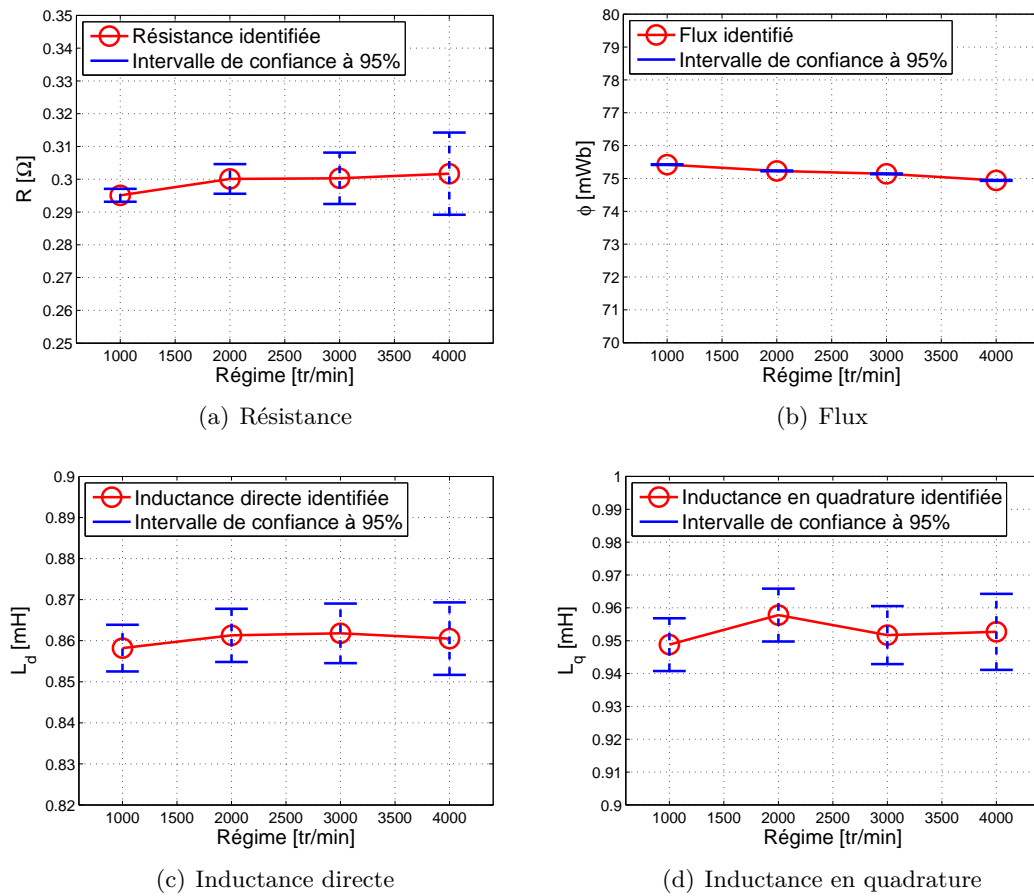 0.35
0.34
0.33
0.32
0.31
0.3
0.29
0.28
0.27
0.26
0.25
R [Ω]
Résistance identifiée
Intervalle de confiance à 95%
1000 1500 2000 2500 3000 3500 4000
Régime [tr/min]
(a) Résistance
80
79
78
77
76
75
74
73
72
71
70
ϕ [mWb]
Flux identifié
Intervalle de confiance à 95%
1000 1500 2000 2500 3000 3500 4000
Régime [tr/min]
(b) Flux
0.9
0.89
0.88
0.87
0.86
0.85
0.84
0.83
0.82
L_d [mH]
Inductance directe identifiée
Intervalle de confiance à 95%
1000 1500 2000 2500 3000 3500 4000
Régime [tr/min]
(c) Inductance directe
1
0.99
0.98
0.97
0.96
0.95
0.94
0.93
0.92
0.91
0.9
L_q [mH]
Inductance en quadrature identifiée
Intervalle de confiance à 95%
1000 1500 2000 2500 3000 3500 4000
Régime [tr/min]
(d) Inductance en quadrature